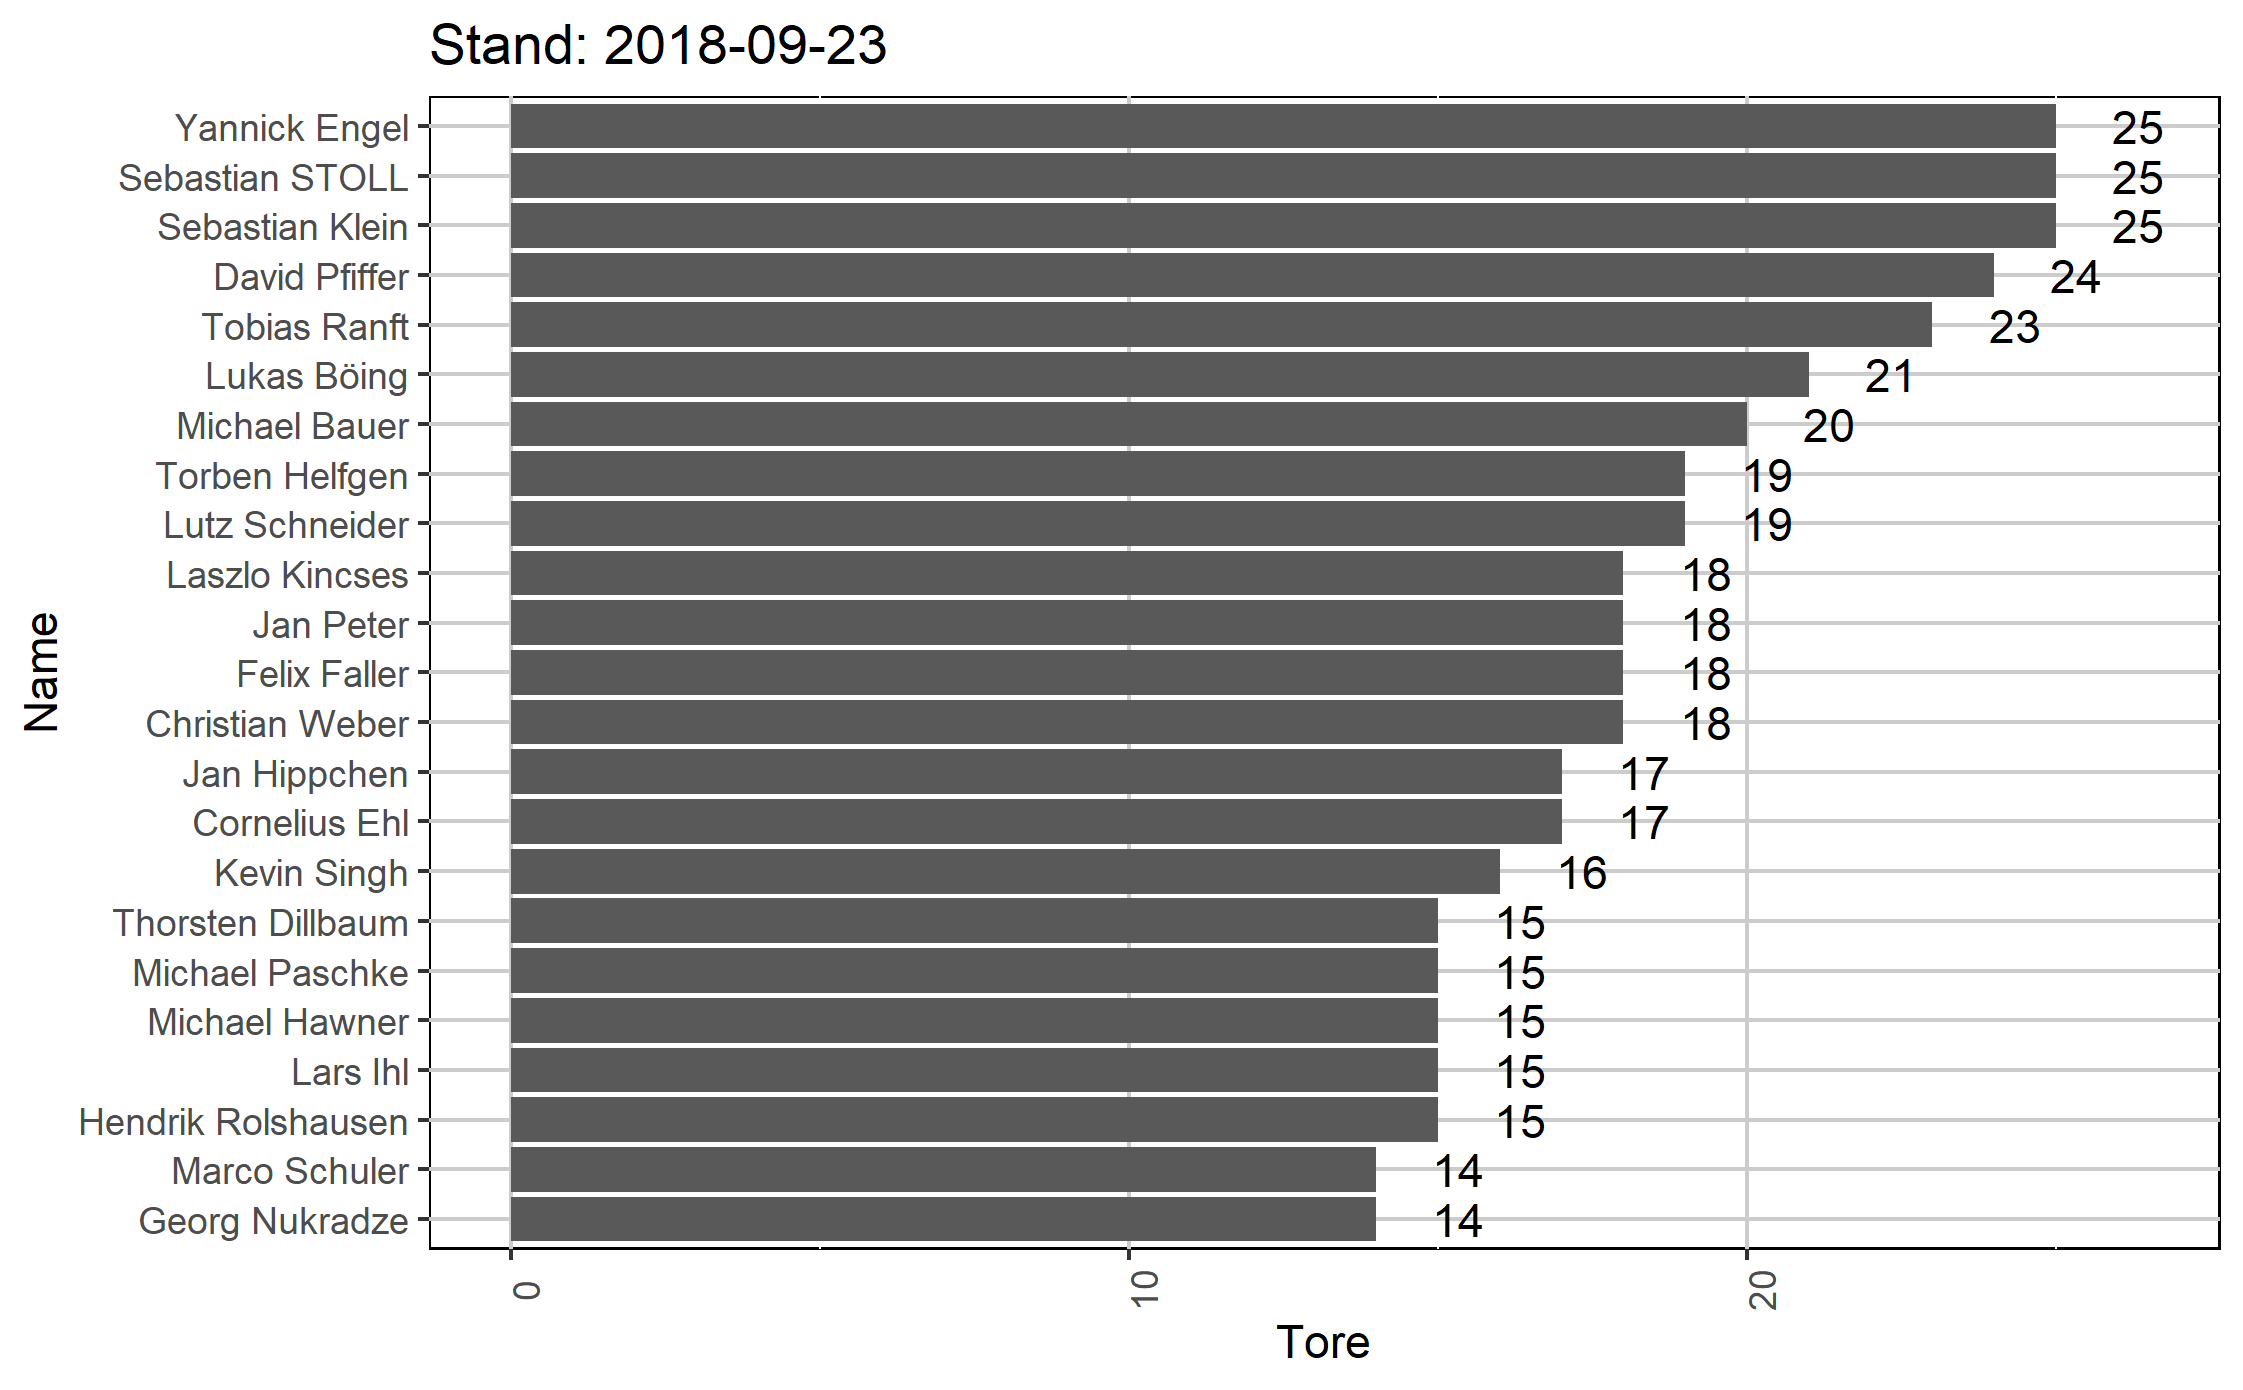 Stand: 2018-09-23
Yannick Engel 25
Sebastian STOLL 25
Sebastian Klein 25
David Pfiffer 24
Tobias Ranft 23
Lukas Böing 21
Michael Bauer 20
Torben Helfgen 19
Lutz Schneider 19
Laszlo Kincses 18
Jan Peter 18
Felix Faller 18
Christian Weber 18
Jan Hippchen 17
Cornelius Ehl 17
Kevin Singh 16
Thorsten Dillbaum 15
Michael Paschke 15
Michael Hawner 15
Lars Ihl 15
Hendrik Rolshausen 15
Marco Schuler 14
Georg Nukradze 14
Name
0 10 20
Tore